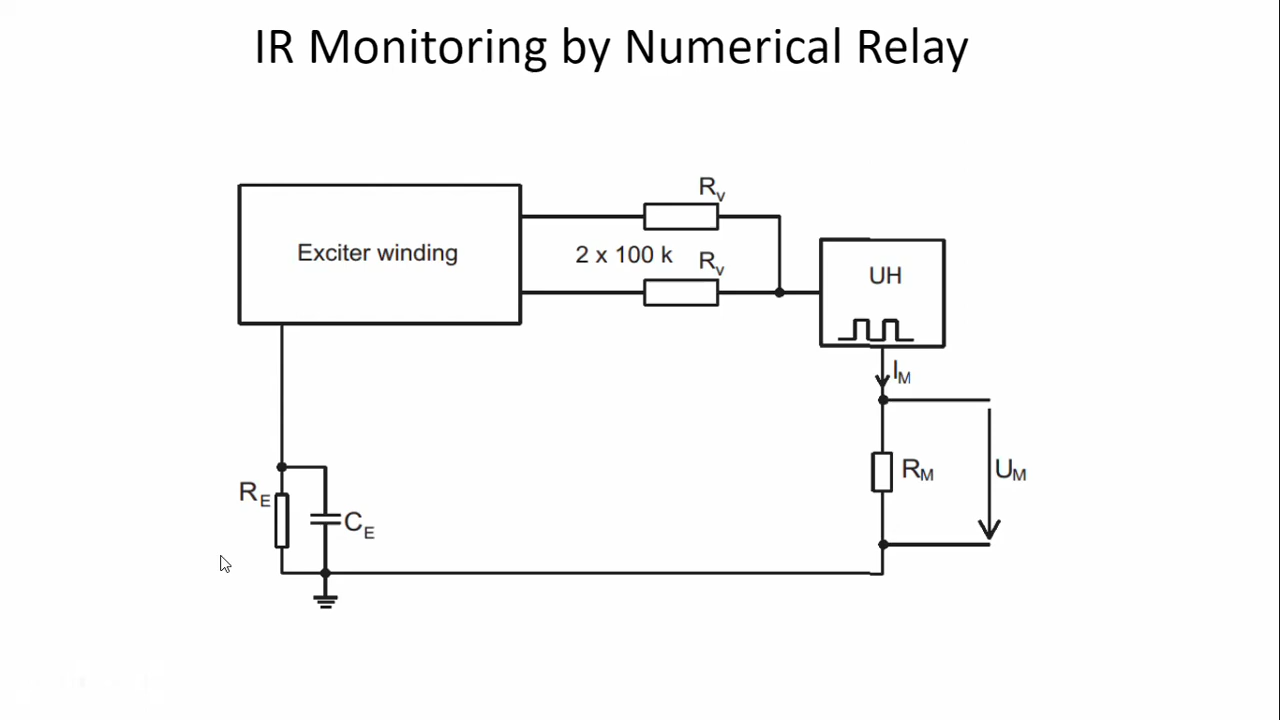 IR Monitoring by Numerical Relay
Rv
Exciter winding
2 x 100 k
Rv
UH
IM
RM
UM
RE
CE